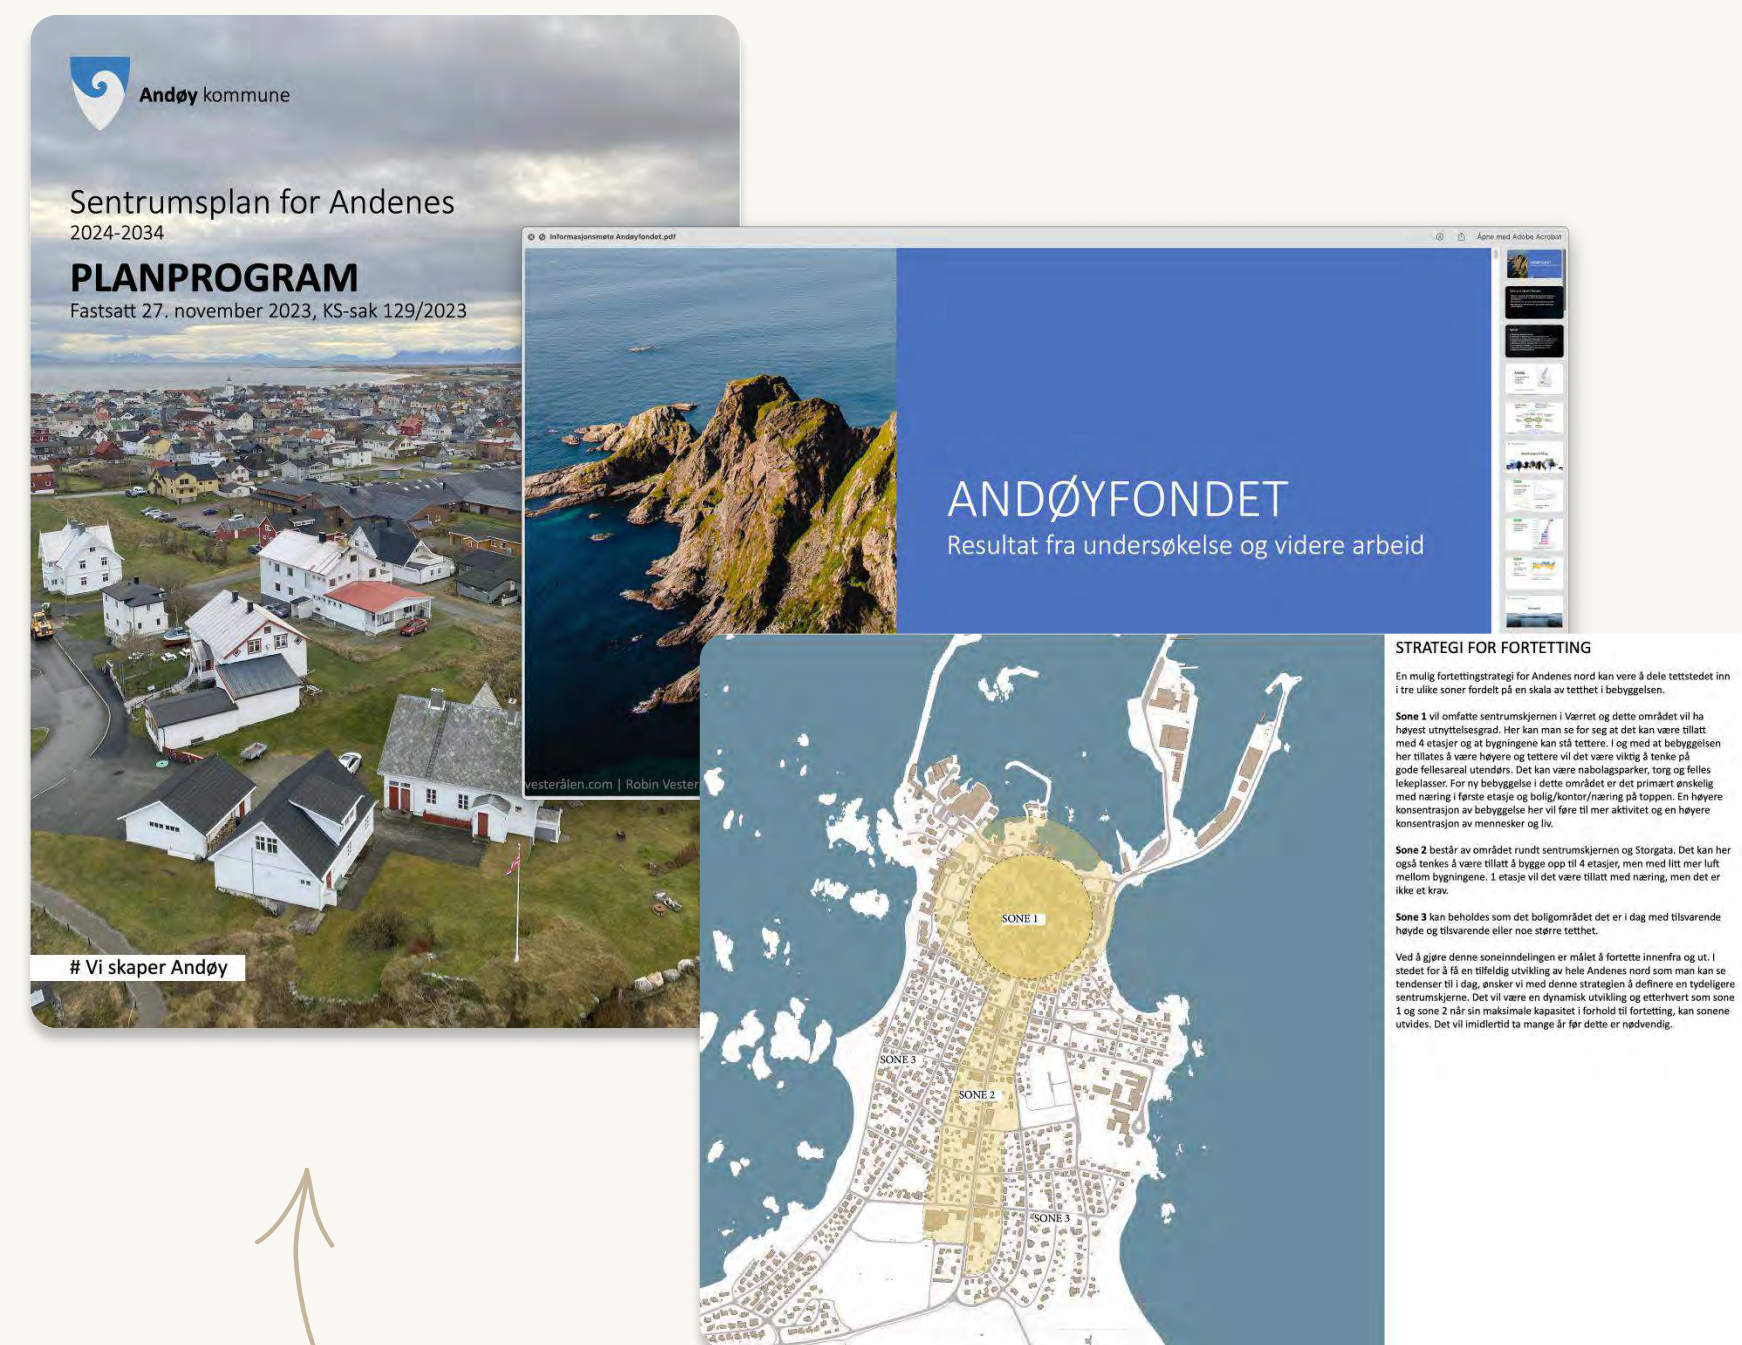 Andøy kommune
Sentrumsplan for Andenes
2024-2034
PLANPROGRAM
Fastsatt 27. november 2023, KS-sak 129/2023
# Vi skaper Andøy
Informasjonsmøte Andøyfondet.pdf
Åpne med Adobe Acrobat
ANDØYFONDET
Resultat fra undersøkelse og videre arbeid
vesterålen.com | Robin Vester
SONE 1
SONE 3
SONE 2
SONE 3
STRATEGI FOR FORTETTING
En mulig fortettingstrategi for Andenes nord kan vere å dele tettstedet inn
i tre ulike soner fordelt på en skala av tetthet i bebyggelsen.
Sone 1 vil omfatte sentrumskjernen i Værret og dette området vil ha
høyest utnyttelsesgrad. Her kan man se for seg at det kan være tillatt
med 4 etasjer og at bygningene kan stå tettere. I og med at bebyggelsen
her tillates å være høyere og tettere vil det være viktig å tenke på
gode fellesareal utendørs. Det kan være nabolagsparker, torg og felles
lekeplasser. For ny bebyggelse i dette området er det primært ønskelig
med næring i første etasje og bolig/kontor/næring på toppen. En høyere
konsentrasjon av bebyggelse her vil føre til mer aktivitet og en høyere
konsentrasjon av mennesker og liv.
Sone 2 består av området rundt sentrumskjernen og Storgata. Det kan her
også tenkes å være tillatt å bygge opp til 4 etasjer, men med litt mer luft
mellom bygningene. 1 etasje vil det være tillatt med næring, men det er
ikke et krav.
Sone 3 kan beholdes som det boligområdet det er i dag med tilsvarende
høyde og tilsvarende eller noe større tetthet.
Ved å gjøre denne soneinndelingen er målet å fortette innenfra og ut. I
stedet for å få en tilfeldig utvikling av hele Andenes nord som man kan se
tendenser til i dag, ønsker vi med denne strategien å definere en tydeligere
sentrumskjerne. Det vil være en dynamisk utvikling og etterhvert som sone
1 og sone 2 når sin maksimale kapasitet i forhold til fortetting, kan sonene
utvides. Det vil imidlertid ta mange år før dette er nødvendig.